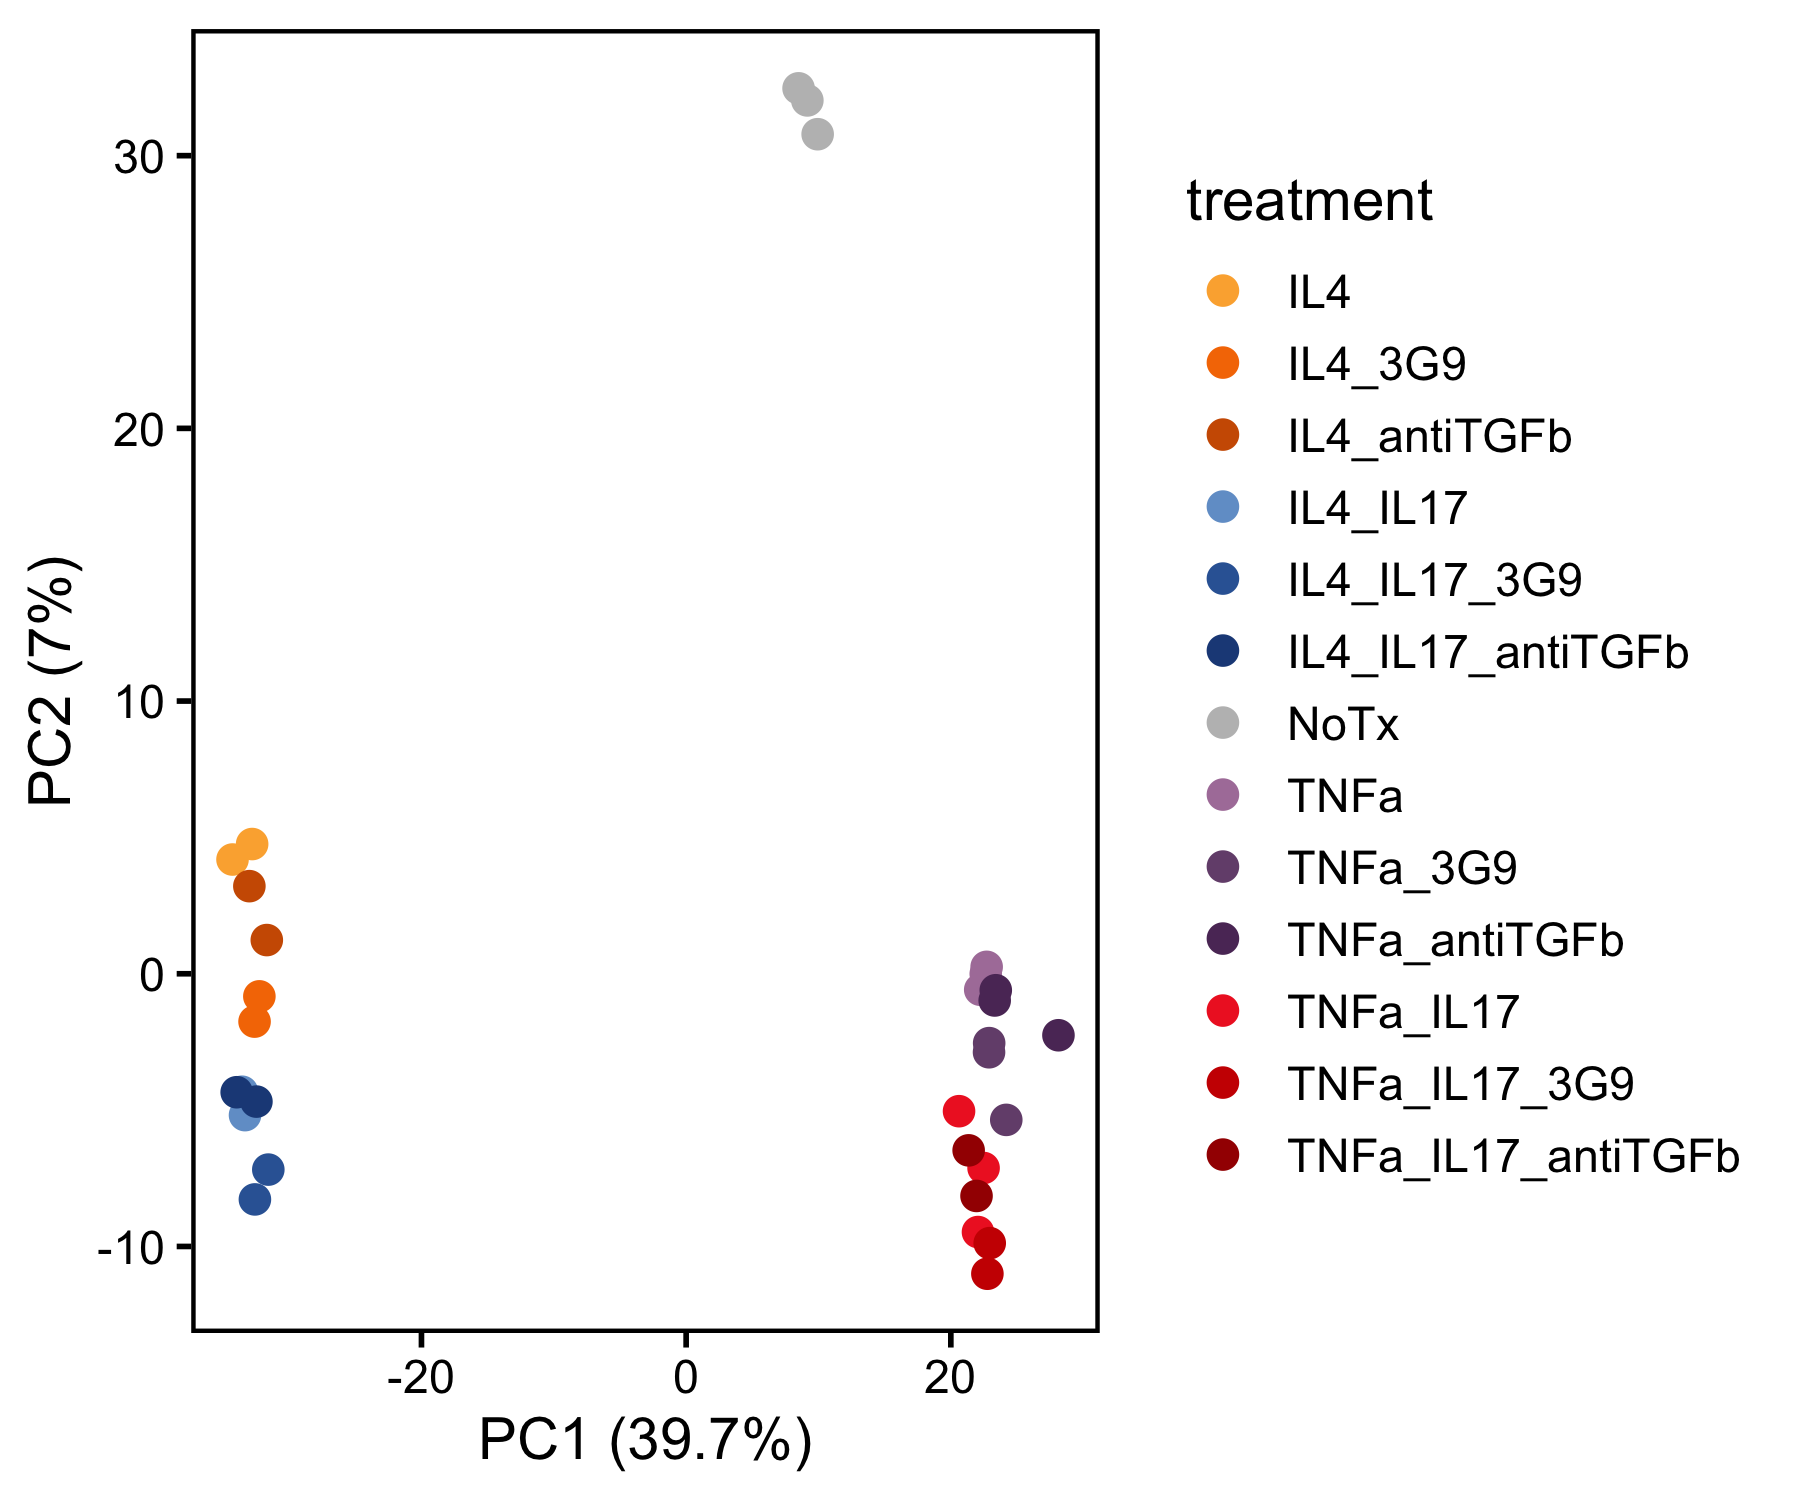 30
20
10
0
-10
PC2 (7%)
-20 0 20
PC1 (39.7%)
treatment
IL4
IL4_3G9
IL4_antiTGFb
IL4_IL17
IL4_IL17_3G9
IL4_IL17_antiTGFb
NoTx
TNFa
TNFa_3G9
TNFa_antiTGFb
TNFa_IL17
TNFa_IL17_3G9
TNFa_IL17_antiTGFb